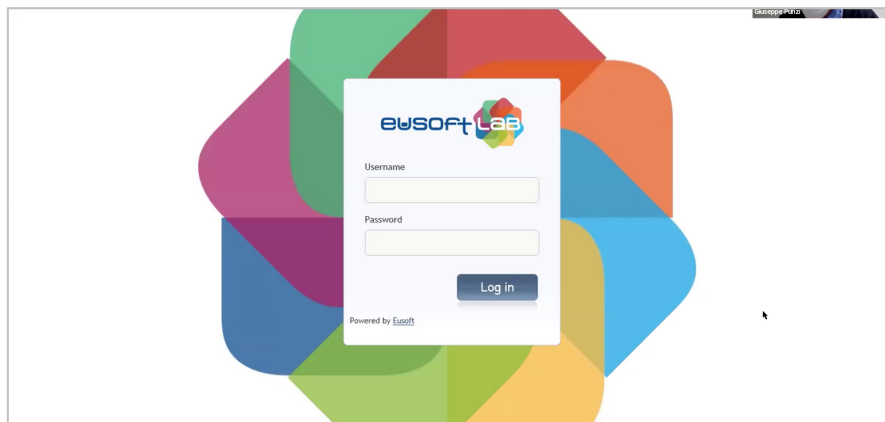 Giuseppe Ponzi
eusoft LaB
Username
Password
Log in
Powered by Eusoft